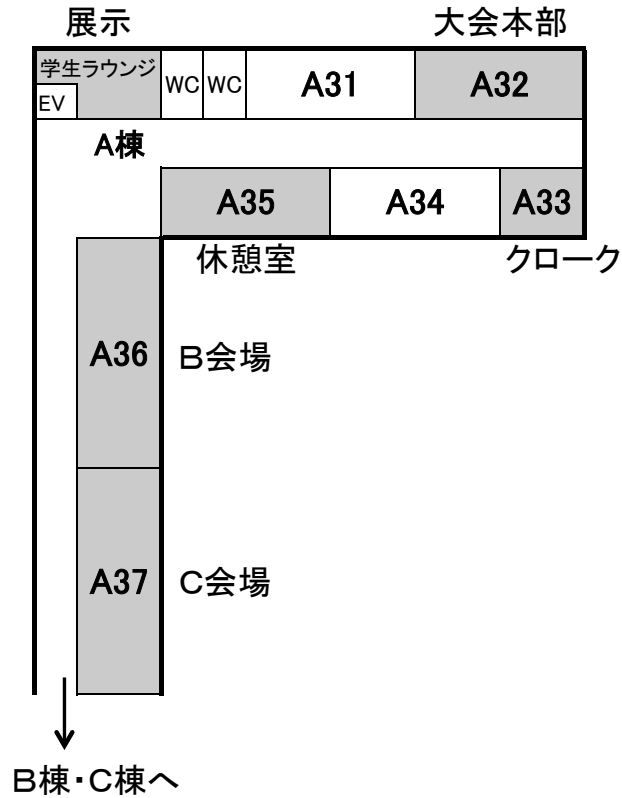 展示
大会本部
学生ラウンジ
WC
WC
A31
A32
EV
A棟
A35
A34
A33
休憩室
クローク
A36
B会場
A37
C会場
B棟・C棟へ